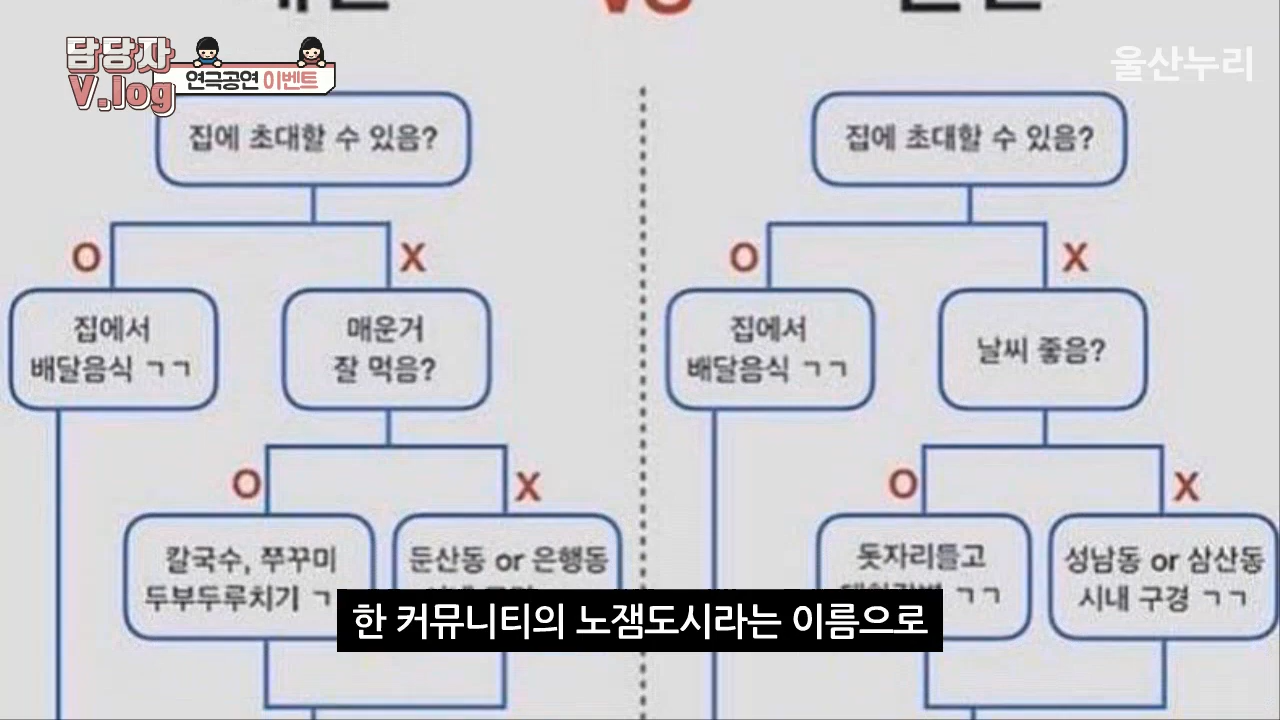 VS
담당자
V.log
연극공연 이벤트
울산누리
집에 초대할 수 있음?
집에 초대할 수 있음?
O
X
O
X
집에서
배달음식 ㄱㄱ
매운거
잘 먹음?
집에서
배달음식 ㄱㄱ
날씨 좋음?
O
X
O
X
칼국수, 쭈꾸미
두부두루치기 ㄱ
둔산동 or 은행동
돗자리들고
ㄱㄱ
성남동 or 삼산동
시내 구경 ㄱㄱ
한 커뮤니티의 노잼도시라는 이름으로